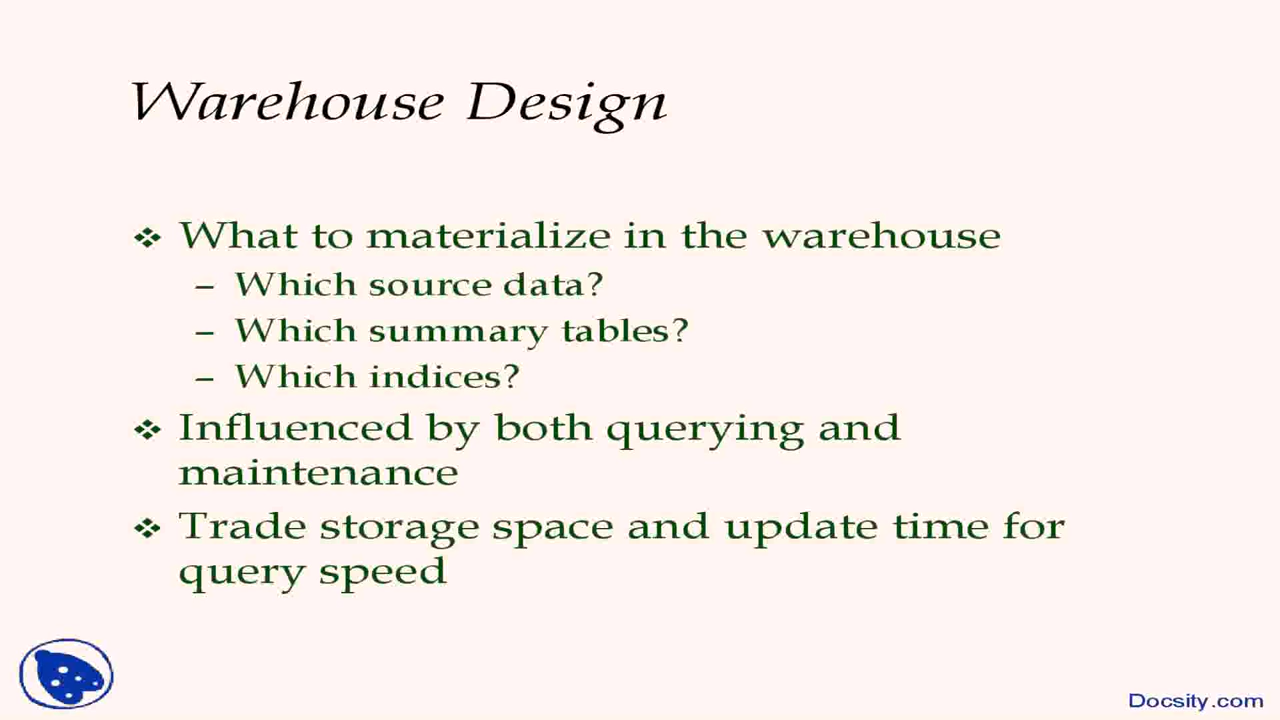 Warehouse Design
❖ What to materialize in the warehouse
– Which source data?
– Which summary tables?
– Which indices?
❖ Influenced by both querying and
maintenance
❖ Trade storage space and update time for
query speed
Docsity.com